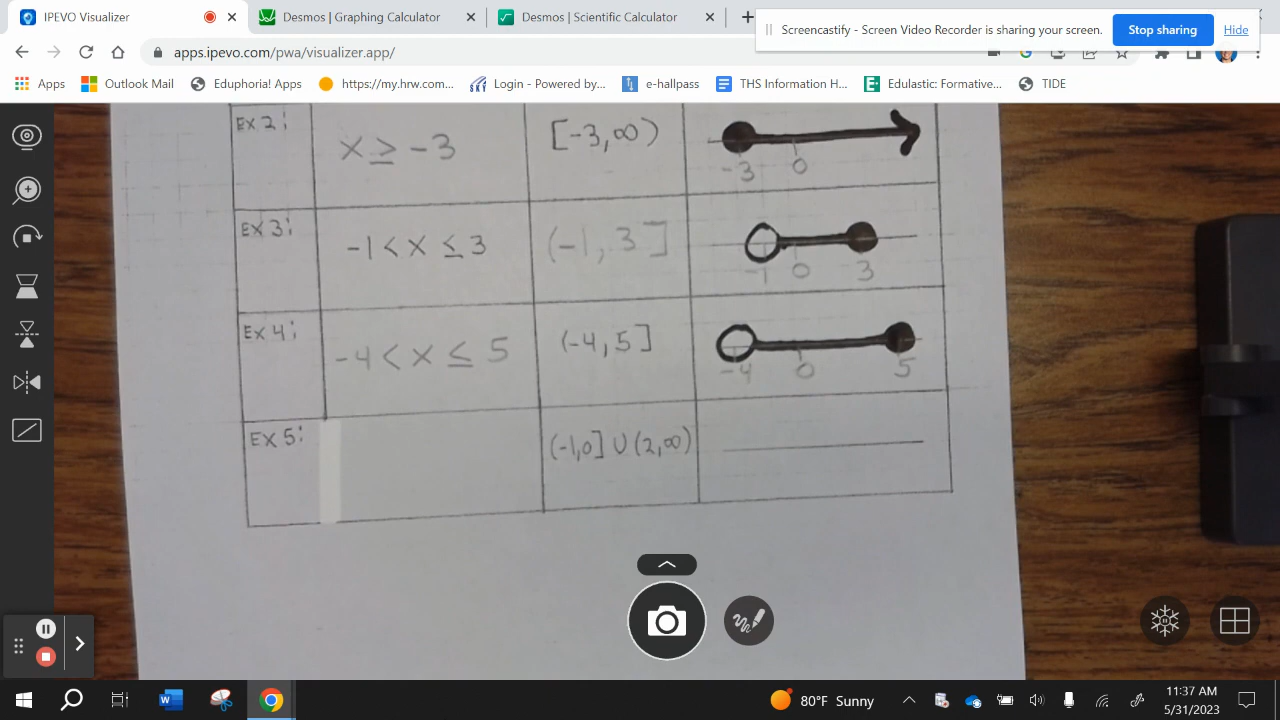 IPEVO Visualizer
Desmos | Graphing Calculator
Desmos | Scientific Calculator
Screencastify - Screen Video Recorder is sharing your screen.
Stop sharing
Hide
apps.ipevo.com/pwa/visualizer.app/
Apps
Outlook Mail
Eduphoria! Ap...
https://my.hrw.com...
Login - Powered by...
e-hallpass
THS Information H...
Edulastic: Formative...
TIDE
Ex 2:
x ≥ -3
[-3,∞)
-3 0
Ex 3:
-1 < x ≤ 3
(-1, 3]
-1 0 3
Ex 4:
-4 < x ≤ 5
(-4, 5]
-4 0 5
Ex 5:
(-1,0] ∪ (2,∞)
80°F Sunny
11:37 AM
5/31/2023